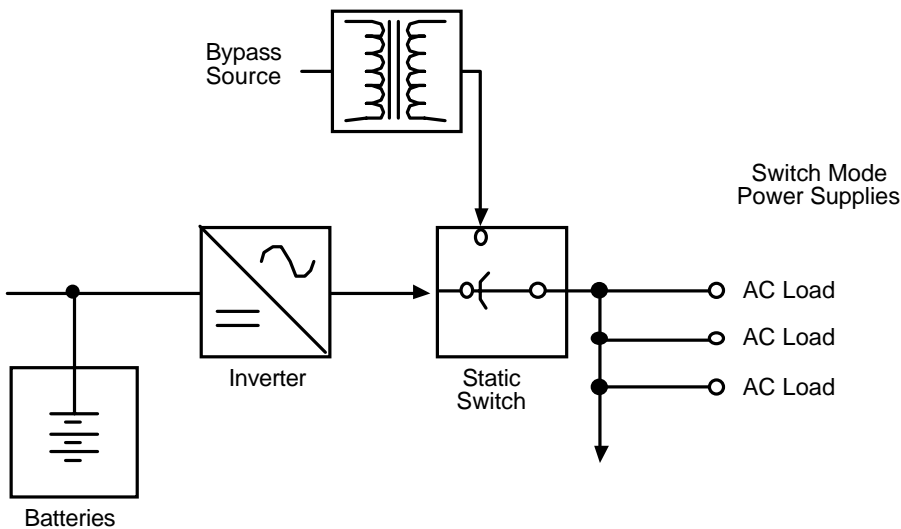 Bypass
Source
Switch Mode
Power Supplies
AC Load
AC Load
AC Load
Inverter
Static
Switch
Batteries